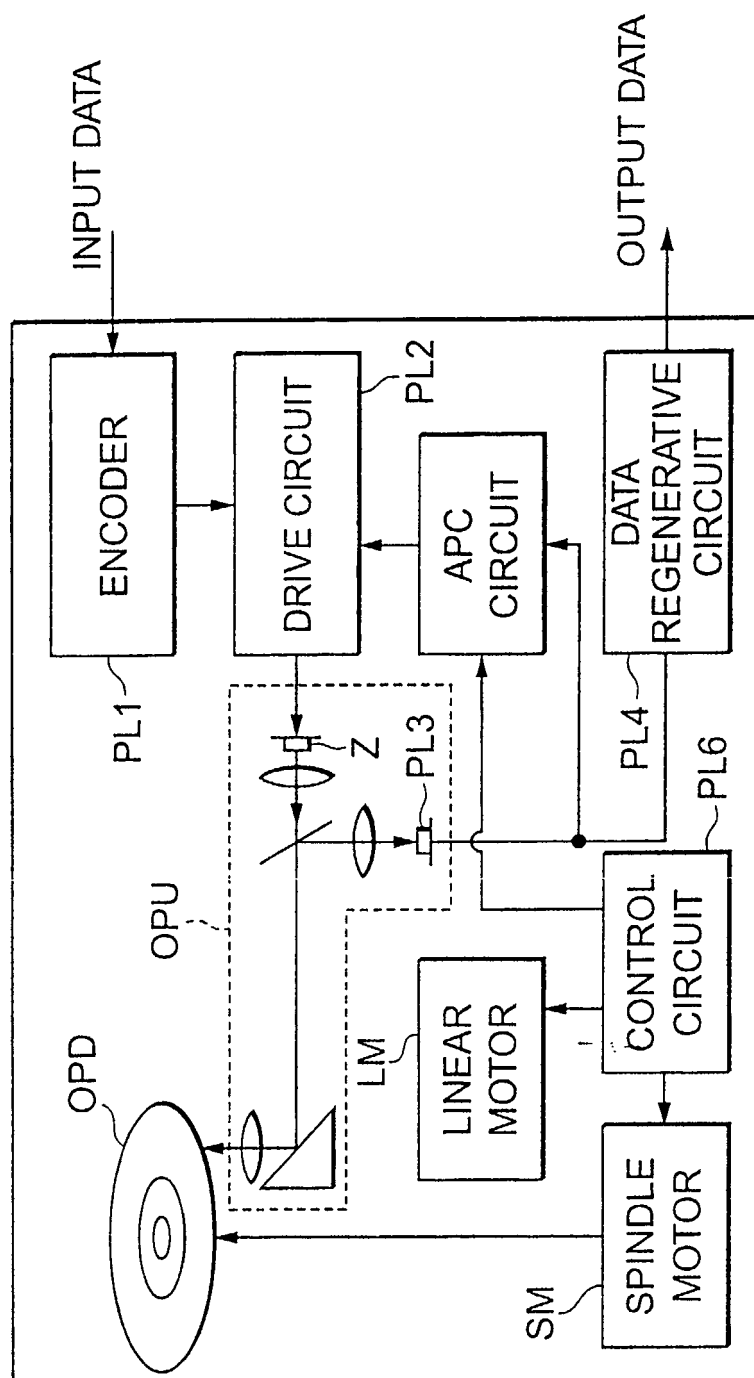 INPUT DATA
OUTPUT DATA
ENCODER
PL1
DRIVE CIRCUIT
PL2
APC
CIRCUIT
DATA
REGENERATIVE
CIRCUIT
PL4
OPU
Z
PL3
OPD
LM
LINEAR
MOTOR
CONTROL
CIRCUIT
PL6
SM
SPINDLE
MOTOR